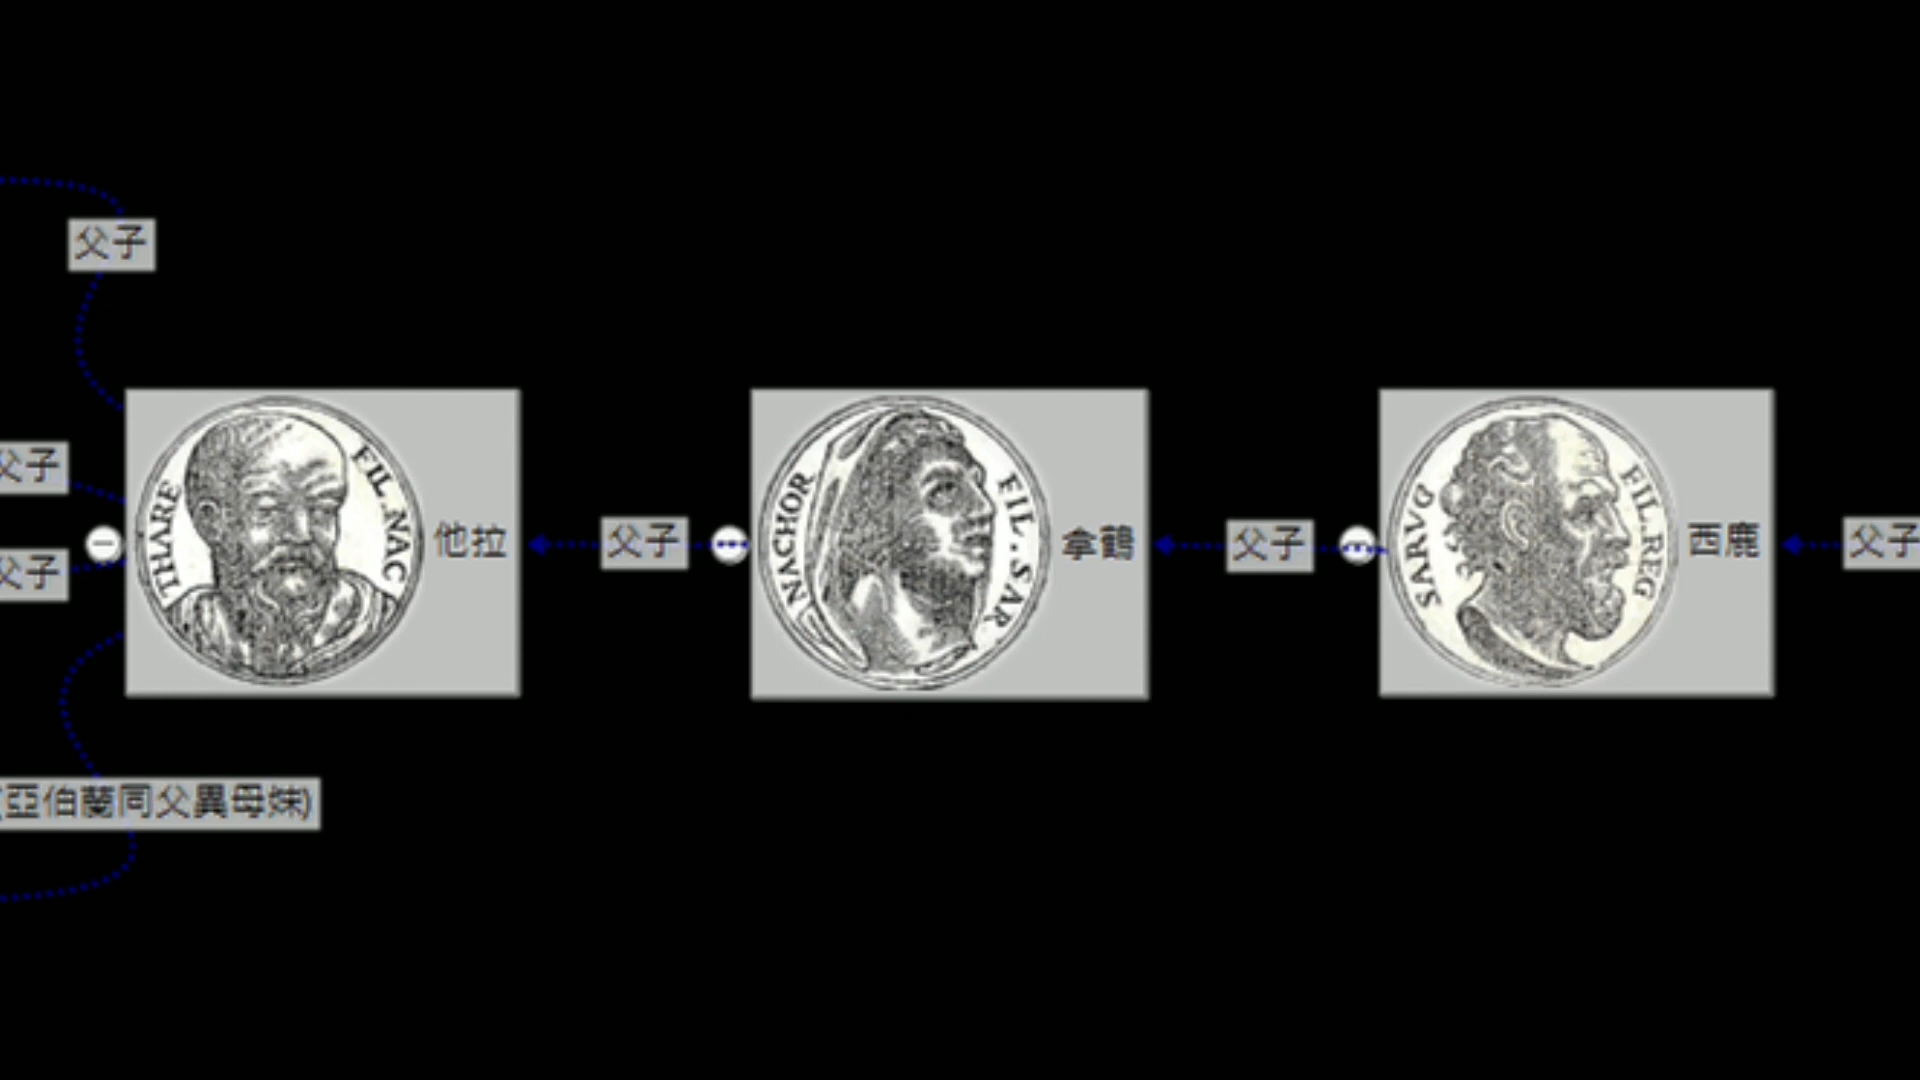 父子
父子
父子
THARE FIL.NAC
他拉
父子
NACHOR FIL.SAR.
拿鶴
父子
SARVG FIL.REG
西鹿
父子
(亞伯蘭同父異母妹)